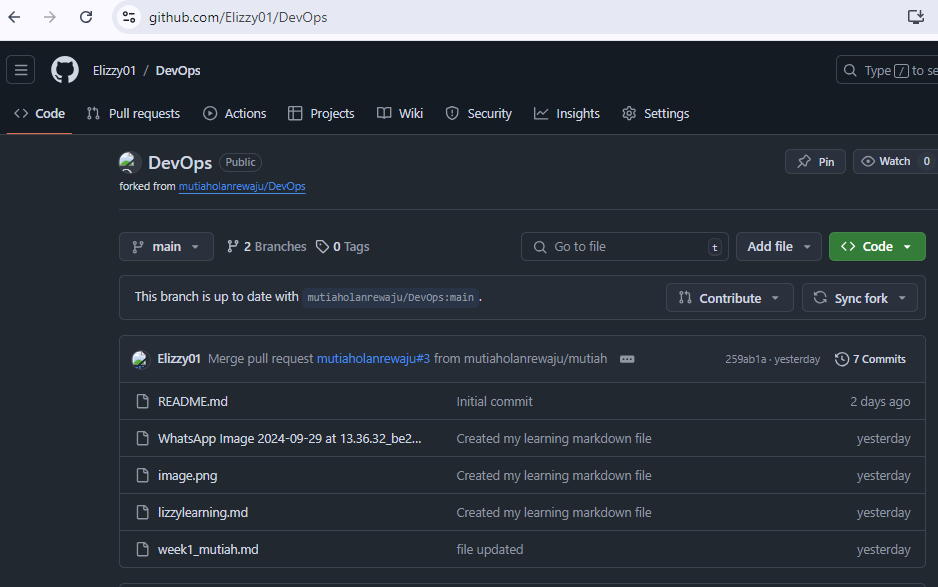 github.com/Elizzy01/DevOps
Elizzy01 / DevOps
Type / to se
Code Pull requests Actions Projects Wiki Security Insights Settings
DevOps Public
Pin Watch 0
forked from mutiaholanrewaju/DevOps
main 2 Branches 0 Tags Go to file t Add file <> Code
This branch is up to date with mutiaholanrewaju/DevOps:main .
Contribute Sync fork
Elizzy01 Merge pull request mutiaholanrewaju#3 from mutiaholanrewaju/mutiah 259ab1a · yesterday 7 Commits
README.md Initial commit 2 days ago
WhatsApp Image 2024-09-29 at 13.36.32_be2... Created my learning markdown file yesterday
image.png Created my learning markdown file yesterday
lizzylearning.md Created my learning markdown file yesterday
week1_mutiah.md file updated yesterday